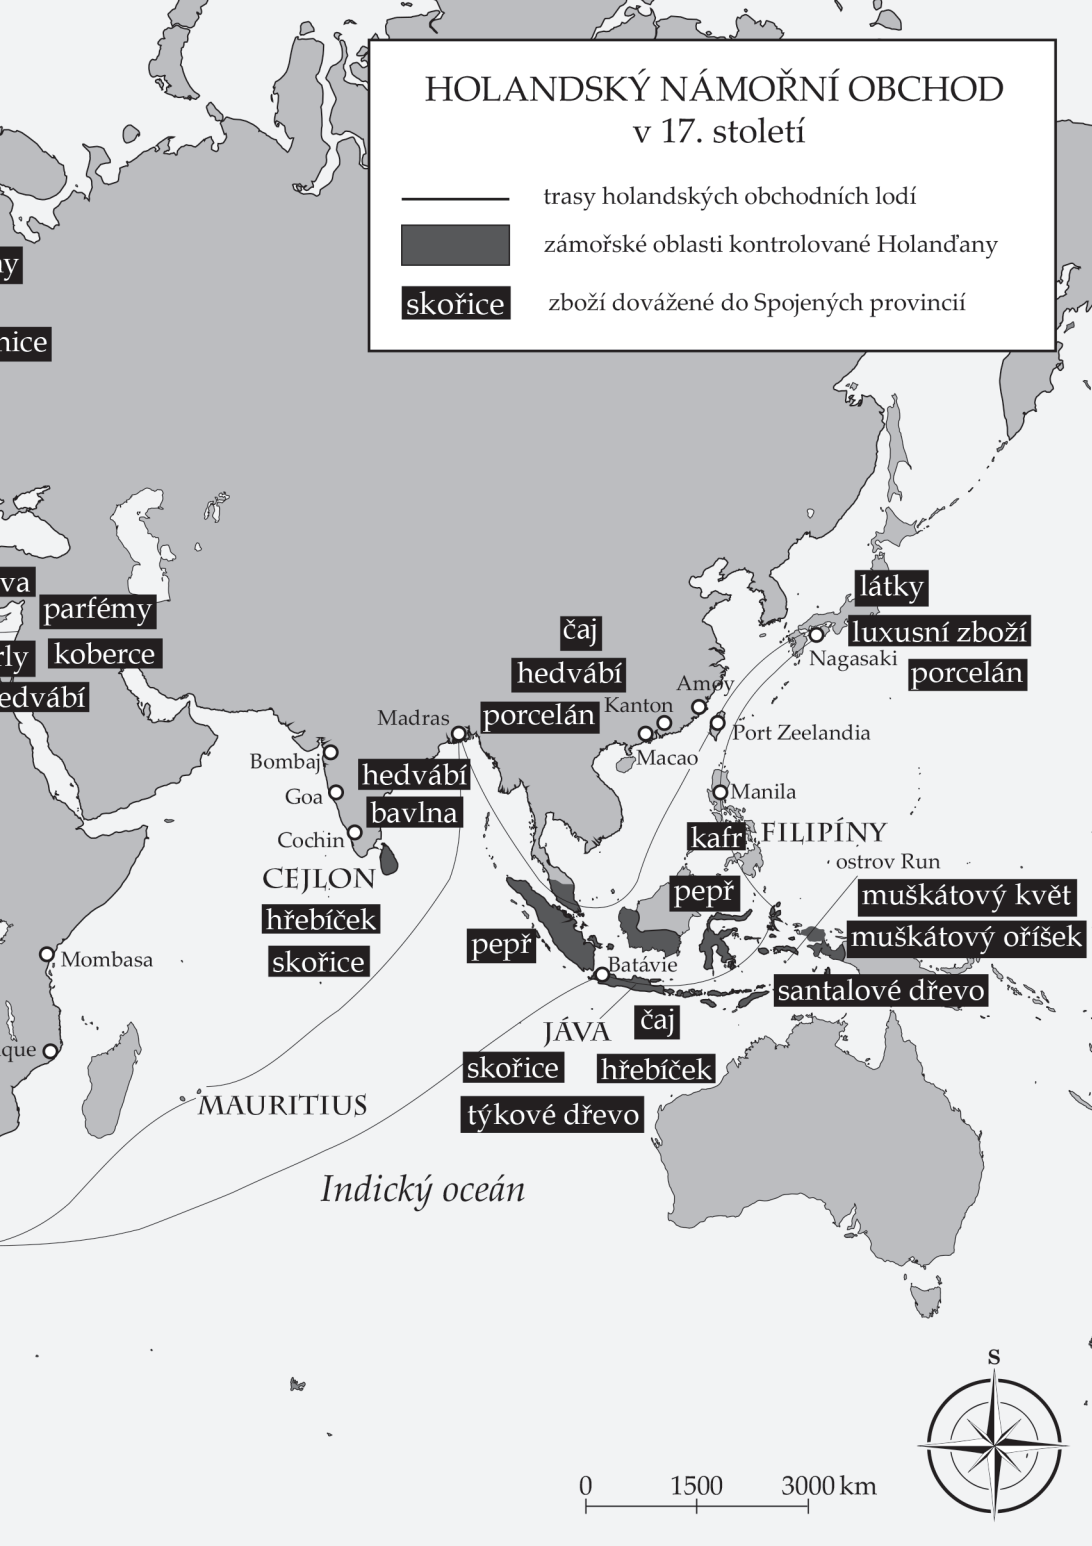 HOLANDSKÝ NÁMOŘNÍ OBCHOD
v 17. století
trasy holandských obchodních lodí
zámořské oblasti kontrolované Holanďany
skořice
zboží dovážené do Spojených provincií
parfémy
koberce
čaj
hedvábí
porcelán
látky
luxusní zboží
porcelán
Nagasaki
Amoy
Kanton
Macao
Port Zeelandia
Madras
Bombaj
Goa
Cochin
hedvábí
bavlna
Manila
kafr
FILIPÍNY
ostrov Run
CEJLON
hřebíček
skořice
pepř
muškátový květ
muškátový oříšek
pepř
Batávie
santalové dřevo
Mombasa
JÁVA
čaj
skořice
hřebíček
týkové dřevo
MAURITIUS
Indický oceán
S
0 1500 3000 km